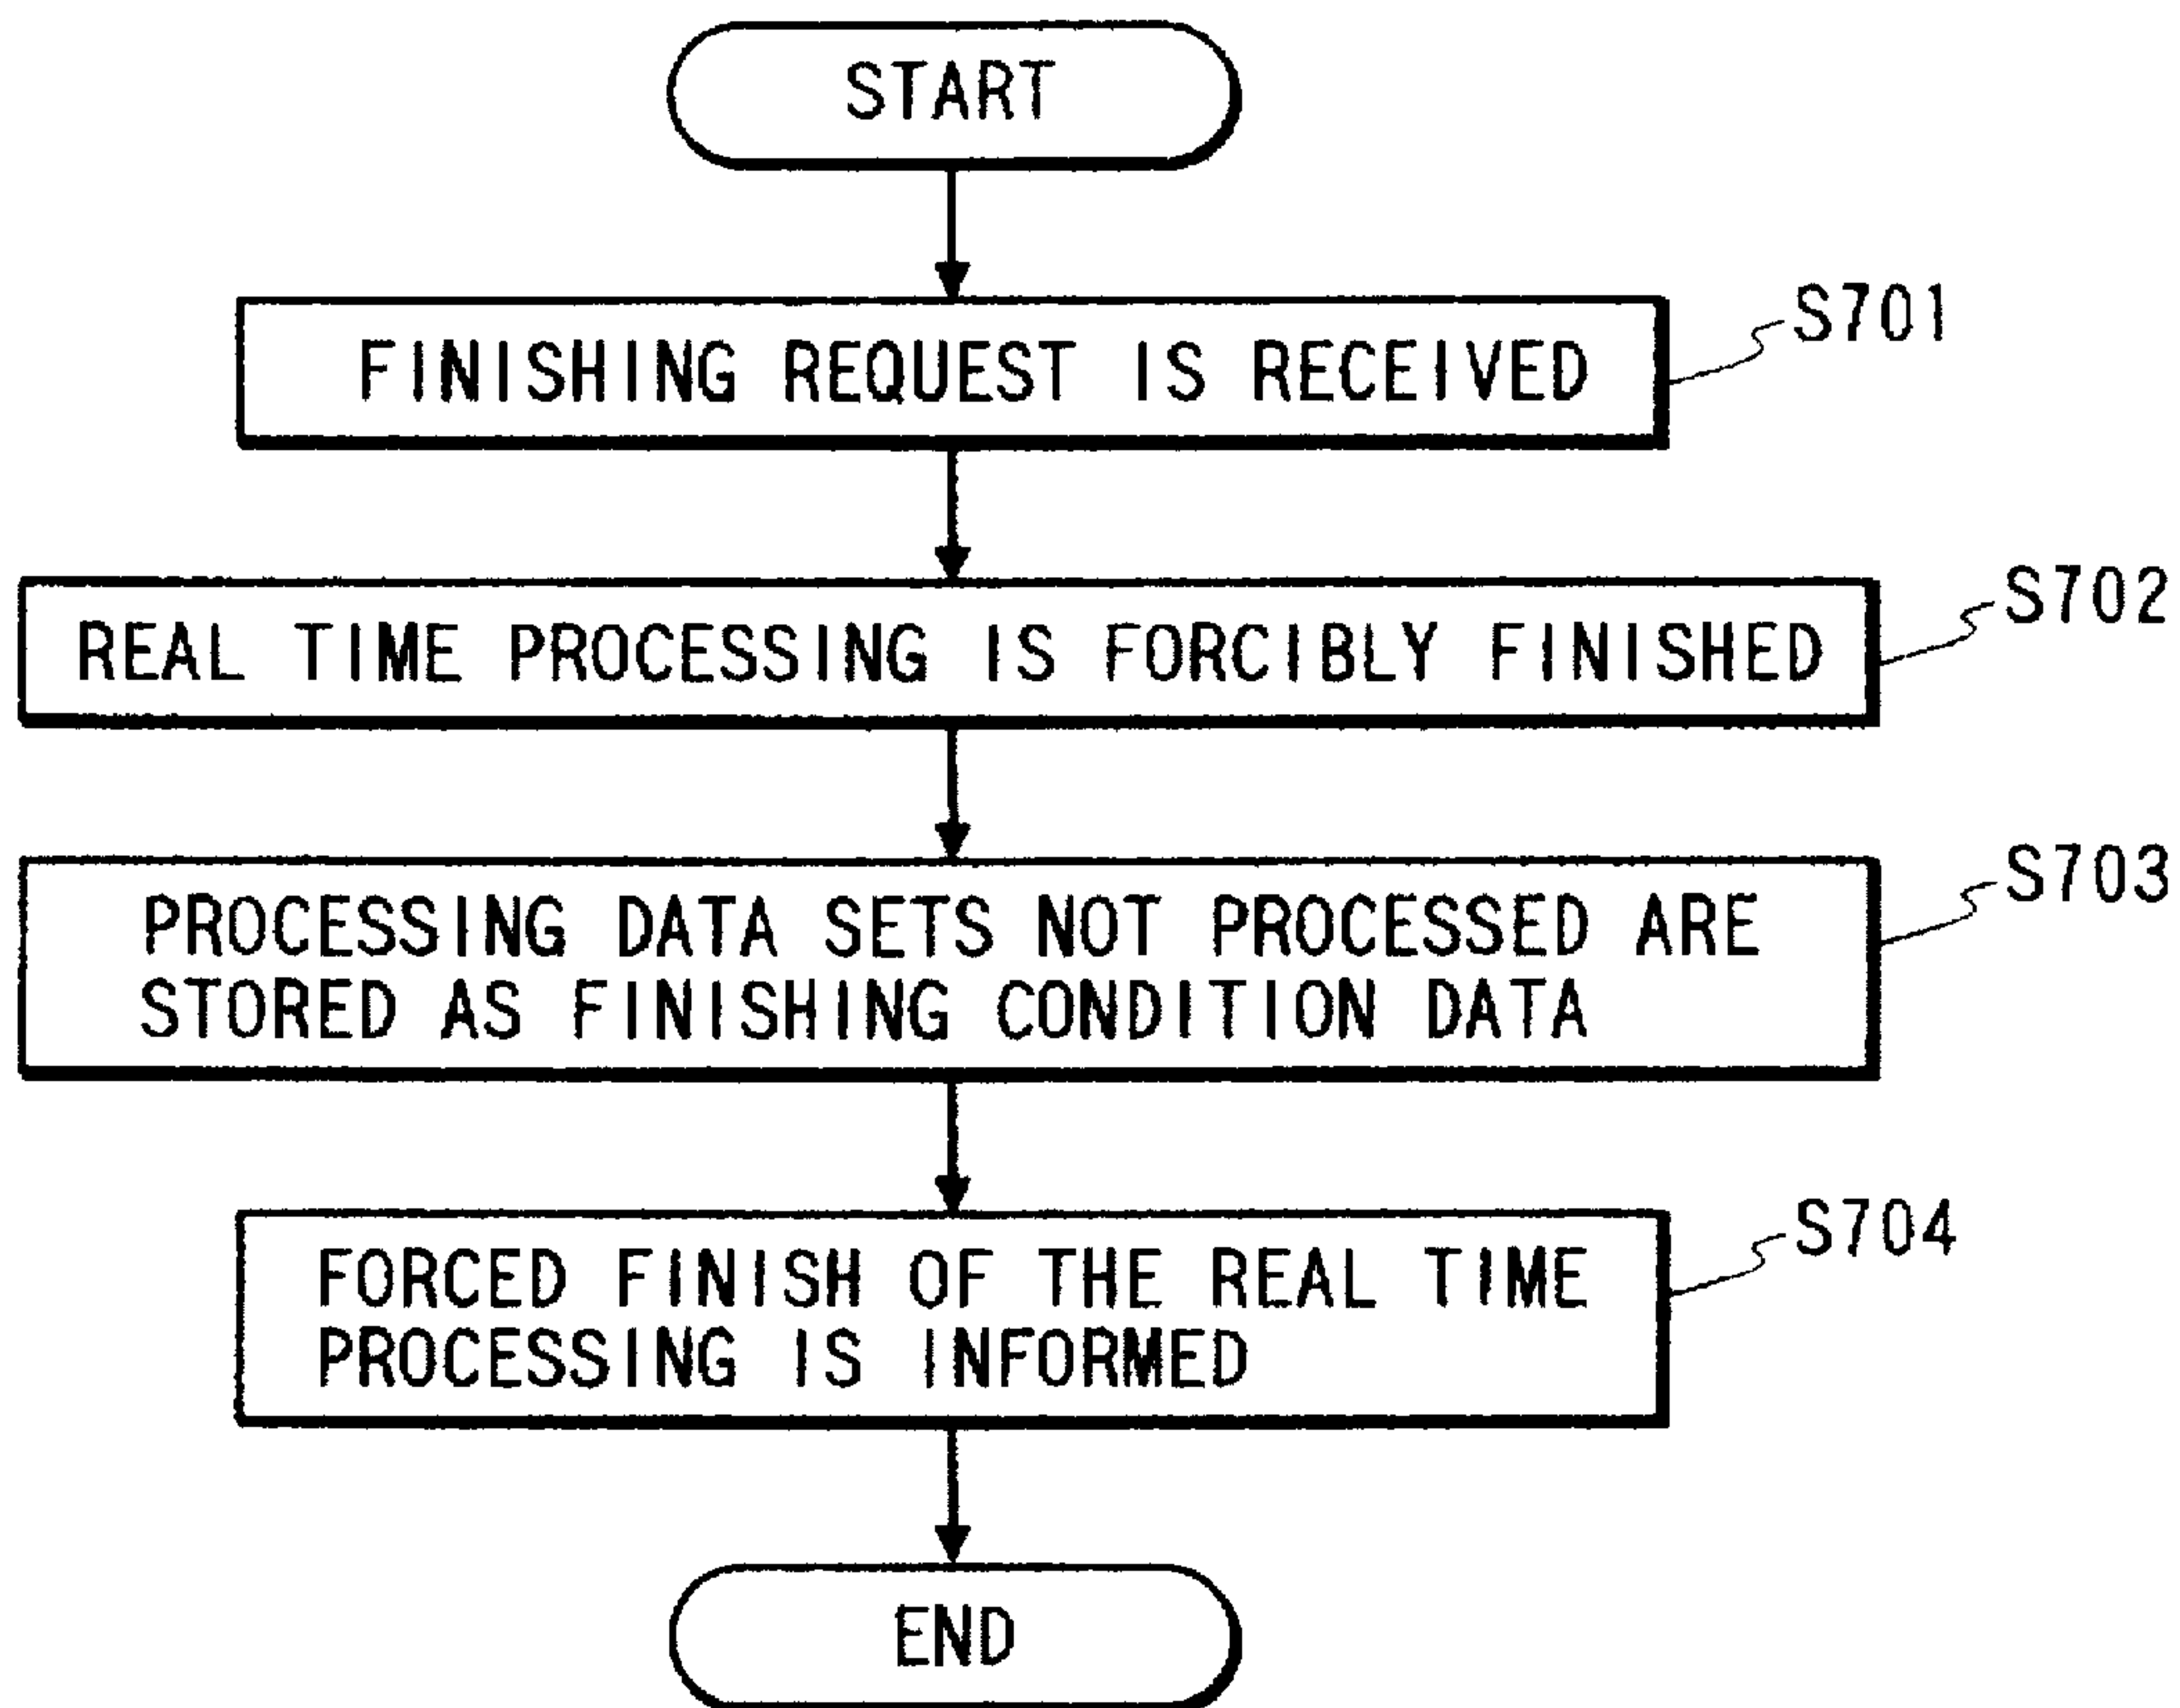 START
FINISHING REQUEST IS RECEIVED
S701
REAL TIME PROCESSING IS FORCIBLY FINISHED
S702
PROCESSING DATA SETS NOT PROCESSED ARE
STORED AS FINISHING CONDITION DATA
S703
FORCED FINISH OF THE REAL TIME
PROCESSING IS INFORMED
S704
END